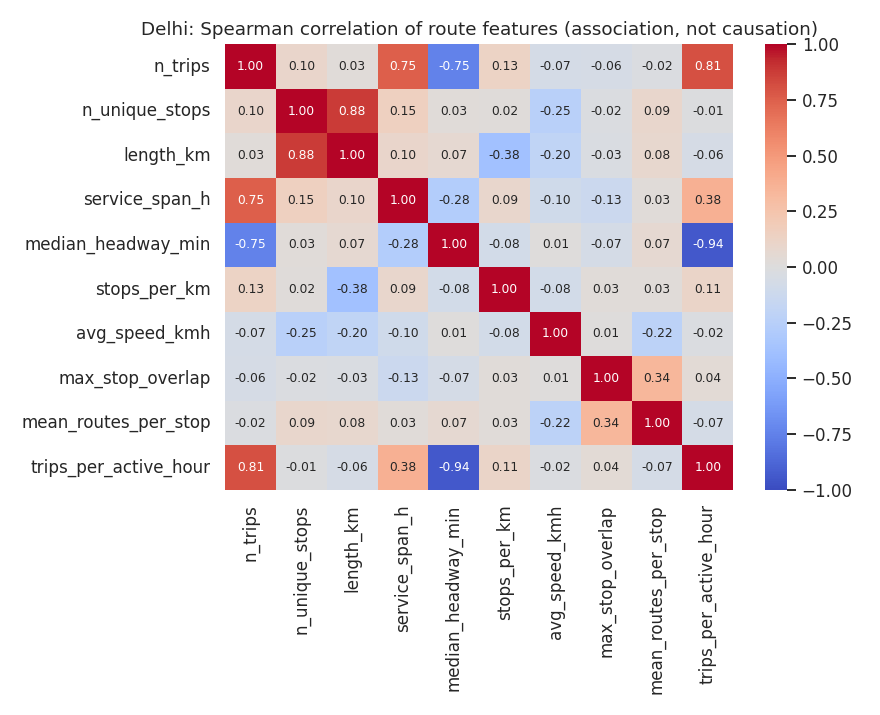 Delhi: Spearman correlation of route features (association, not causation)
n_trips 1.00 0.10 0.03 0.75 -0.75 0.13 -0.07 -0.06 -0.02 0.81
n_unique_stops 0.10 1.00 0.88 0.15 0.03 0.02 -0.25 -0.02 0.09 -0.01
length_km 0.03 0.88 1.00 0.10 0.07 -0.38 -0.20 -0.03 0.08 -0.06
service_span_h 0.75 0.15 0.10 1.00 -0.28 0.09 -0.10 -0.13 0.03 0.38
median_headway_min -0.75 0.03 0.07 -0.28 1.00 -0.08 0.01 -0.07 0.07 -0.94
stops_per_km 0.13 0.02 -0.38 0.09 -0.08 1.00 -0.08 0.03 0.03 0.11
avg_speed_kmh -0.07 -0.25 -0.20 -0.10 0.01 -0.08 1.00 0.01 -0.22 -0.02
max_stop_overlap -0.06 -0.02 -0.03 -0.13 -0.07 0.03 0.01 1.00 0.34 0.04
mean_routes_per_stop -0.02 0.09 0.08 0.03 0.07 0.03 -0.22 0.34 1.00 -0.07
trips_per_active_hour 0.81 -0.01 -0.06 0.38 -0.94 0.11 -0.02 0.04 -0.07 1.00
n_trips
n_unique_stops
length_km
service_span_h
median_headway_min
stops_per_km
avg_speed_kmh
max_stop_overlap
mean_routes_per_stop
trips_per_active_hour
1.00
0.75
0.50
0.25
0.00
−0.25
−0.50
−0.75
−1.00